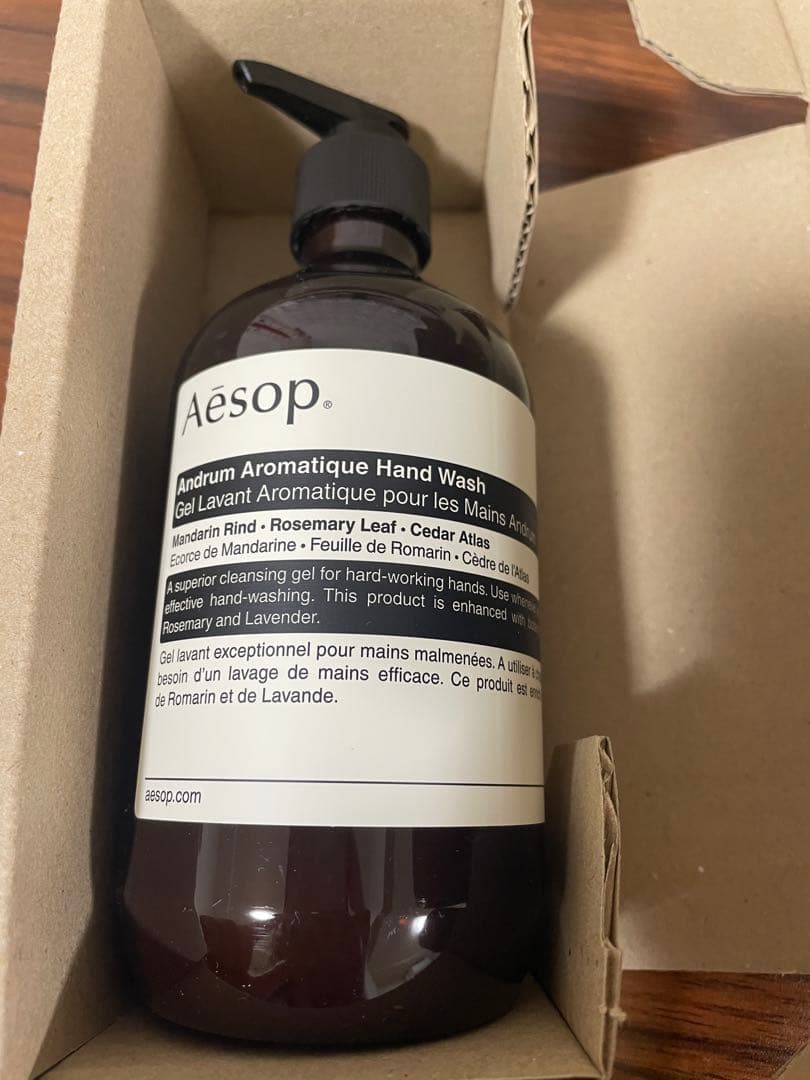 Aēsop®
Andrum Aromatique Hand Wash
Gel Lavant Aromatique pour les Mains Andrum
Mandarin Rind • Rosemary Leaf • Cedar Atlas
Ecorce de Mandarine • Feuille de Romarin • Cèdre de l'Atlas
A superior cleansing gel for hard-working hands. Use
effective hand-washing. This product is enhanced with
Rosemary and Lavender.
Gel lavant exceptionnel pour mains malmenées. A utiliser à
besoin d'un lavage de mains efficace. Ce produit est
de Romarin et de Lavande.
aesop.com